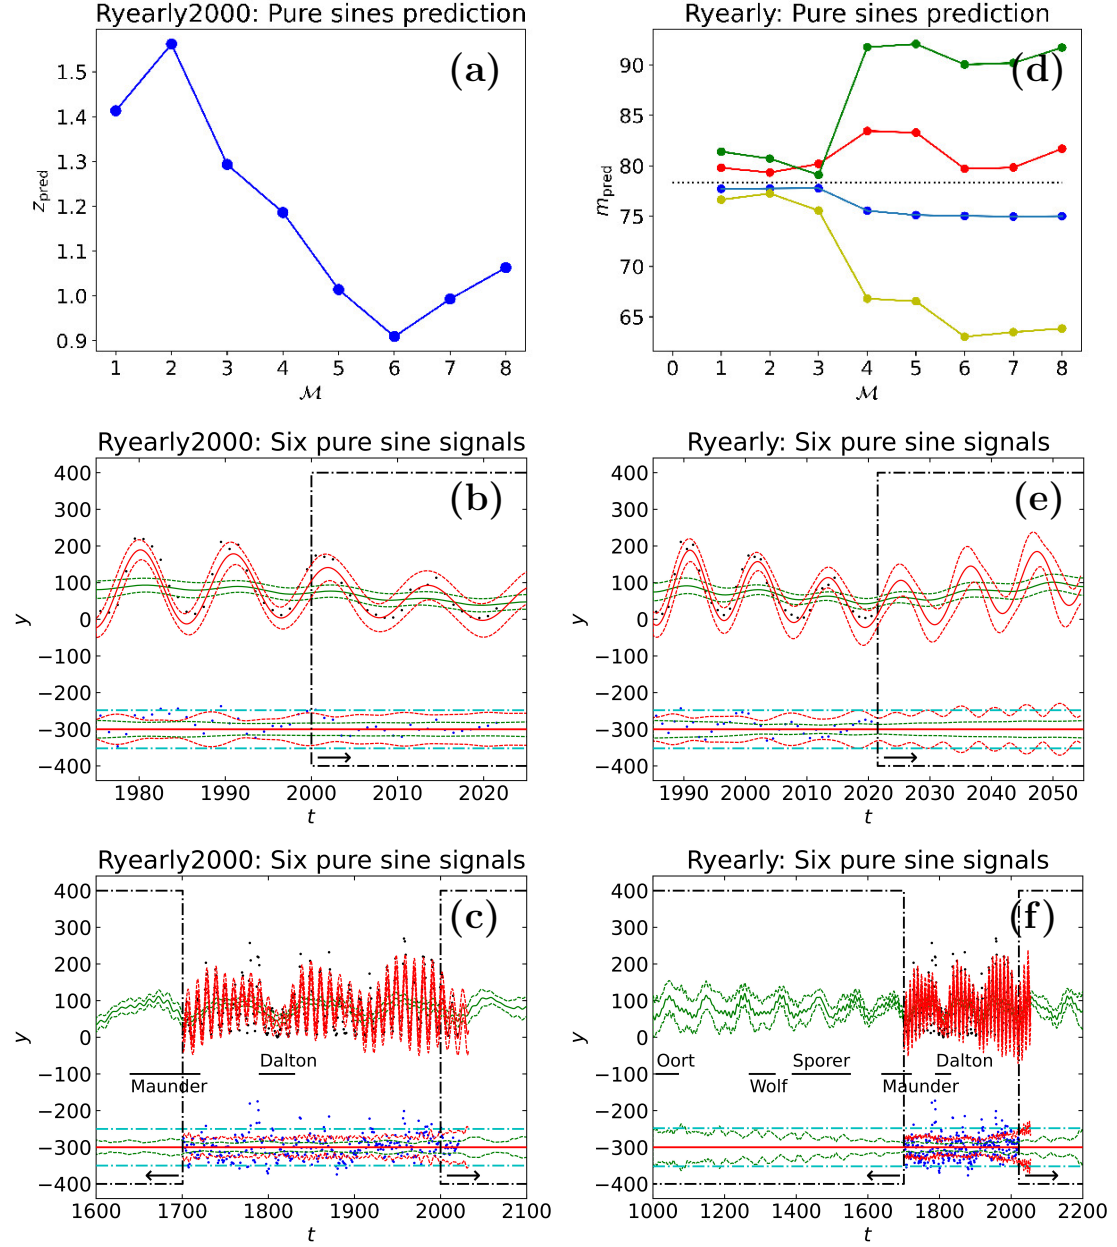 Ryearly2000: Pure sines prediction
(a)
1.5
1.4
1.3
1.2
1.1
1.0
0.9
z_pred
1 2 3 4 5 6 7 8
ℳ
Ryearly: Pure sines prediction
(d)
90
85
80
75
70
65
m_pred
0 1 2 3 4 5 6 7 8
ℳ
Ryearly2000: Six pure sine signals
(b)
400
300
200
100
0
−100
−200
−300
−400
y
1980 1990 2000 2010 2020
t
Ryearly: Six pure sine signals
(e)
400
300
200
100
0
−100
−200
−300
−400
y
1990 2000 2010 2020 2030 2040 2050
t
Ryearly2000: Six pure sine signals
(c)
400
300
200
100
0
−100
−200
−300
−400
y
Dalton
Maunder
1600 1700 1800 1900 2000 2100
t
Ryearly: Six pure sine signals
(f)
400
300
200
100
0
−100
−200
−300
−400
y
Oort Sporer Dalton
Wolf Maunder
1000 1200 1400 1600 1800 2000 2200
t